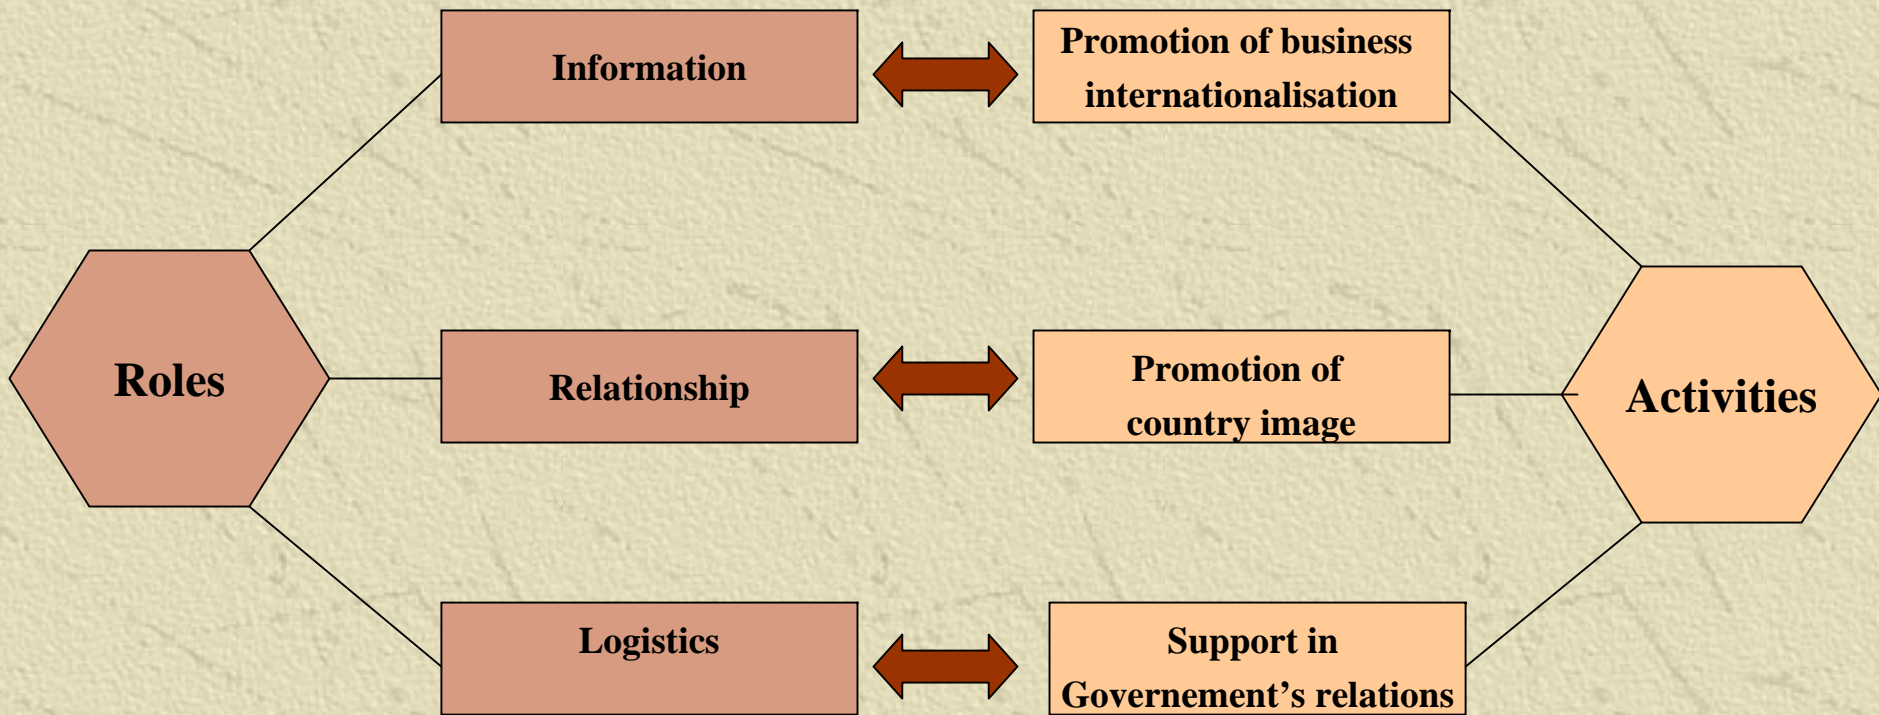 Information
Promotion of business
internationalisation
Roles
Relationship
Promotion of
country image
Activities
Logistics
Support in
Governement’s relations